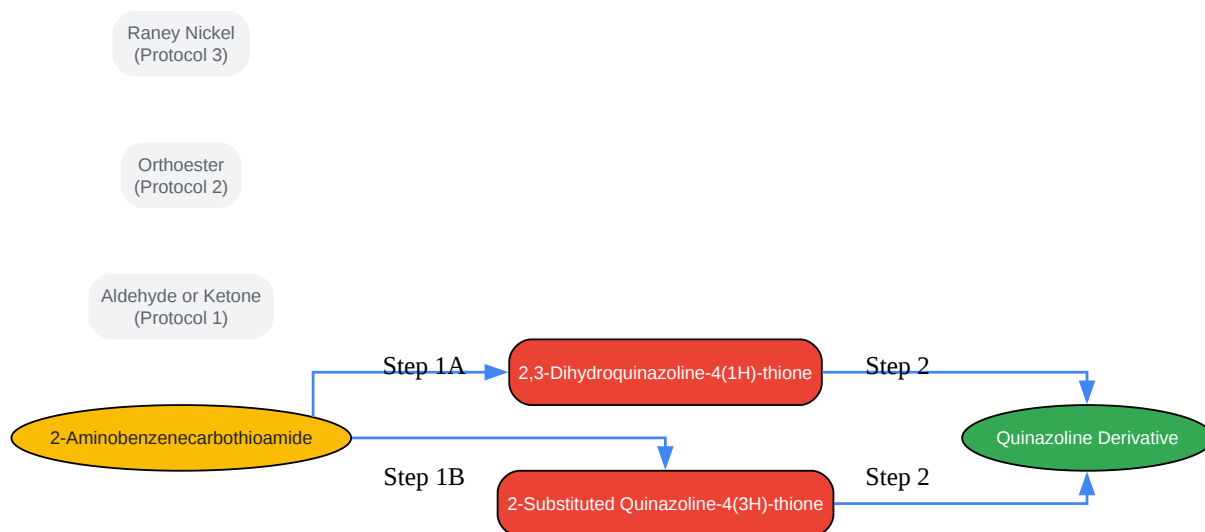 Raney Nickel
(Protocol 3)
Orthoester
(Protocol 2)
Aldehyde or Ketone
(Protocol 1)
Step 1A
2,3-Dihydroquinazoline-4(1H)-thione
Step 2
2-Aminobenzenecarbothioamide
Quinazoline Derivative
Step 1B
2-Substituted Quinazoline-4(3H)-thione
Step 2